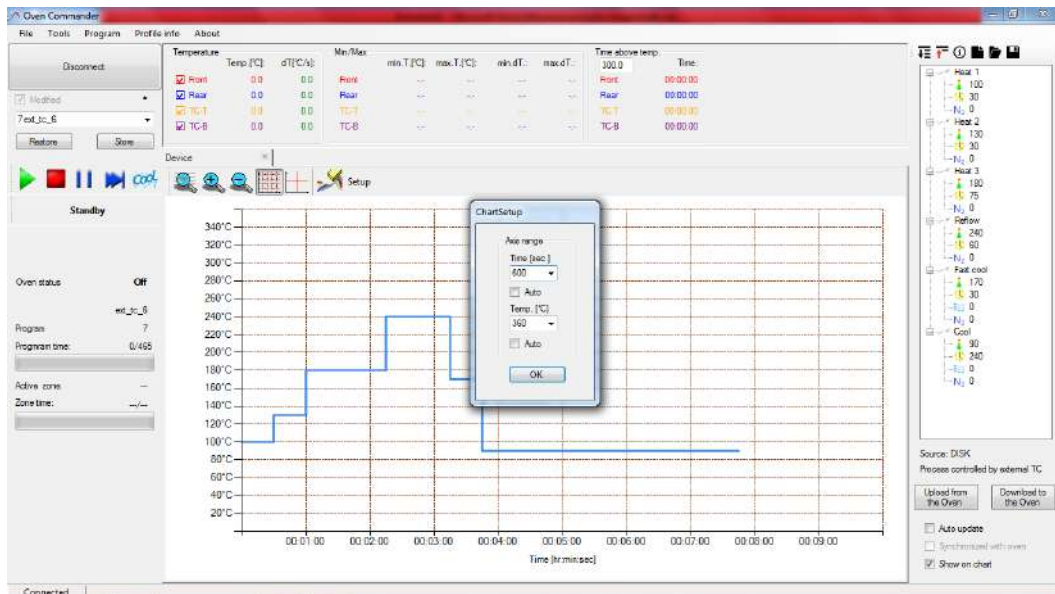 Oven Commander
File Tools Program Profile info About
Disconnect
Modified
7ext_tc_6
Restore Store
cool
Standby
Oven status Off
ext_tc_6
Program 7
Program time: 0/465
Active zone ---
Zone time: ---/---
Connected
Temperature
Temp.[°C]: dT[°C/s]:
Front 0.0 0.0
Rear 0.0 0.0
TC-T 0.0 0.0
TC-B 0.0 0.0
Min/Max
min.T.[°C]: max.T.[°C]: min.dT.: max.dT.:
Front -.- -.- -.- -.-
Rear -.- -.- -.- -.-
TC-T -.- -.- -.- -.-
TC-B -.- -.- -.- -.-
Time above temp
300.0 Time:
Front 00:00:00
Rear 00:00:00
TC-T 00:00:00
TC-B 00:00:00
Device
Setup
340°C
320°C
300°C
280°C
260°C
240°C
220°C
200°C
180°C
160°C
140°C
120°C
100°C
80°C
60°C
40°C
20°C
00:01:00 00:02:00 00:03:00 00:04:00 00:05:00 00:06:00 00:07:00 00:08:00 00:09:00
Time [hr:min:sec]
ChartSetup
Axie range
Time [sec.]
600
Auto
Temp. [°C]
360
Auto
OK
Heat 1
100
30
N₂ 0
Heat 2
130
30
N₂ 0
Heat 3
180
75
N₂ 0
Reflow
240
60
N₂ 0
Fast cool
170
30
0
N₂ 0
Cool
90
240
0
N₂ 0
Source: DISK
Process controlled by external TC
Upload from the Oven
Download to the Oven
Auto update
Synchronized with oven
Show on chart